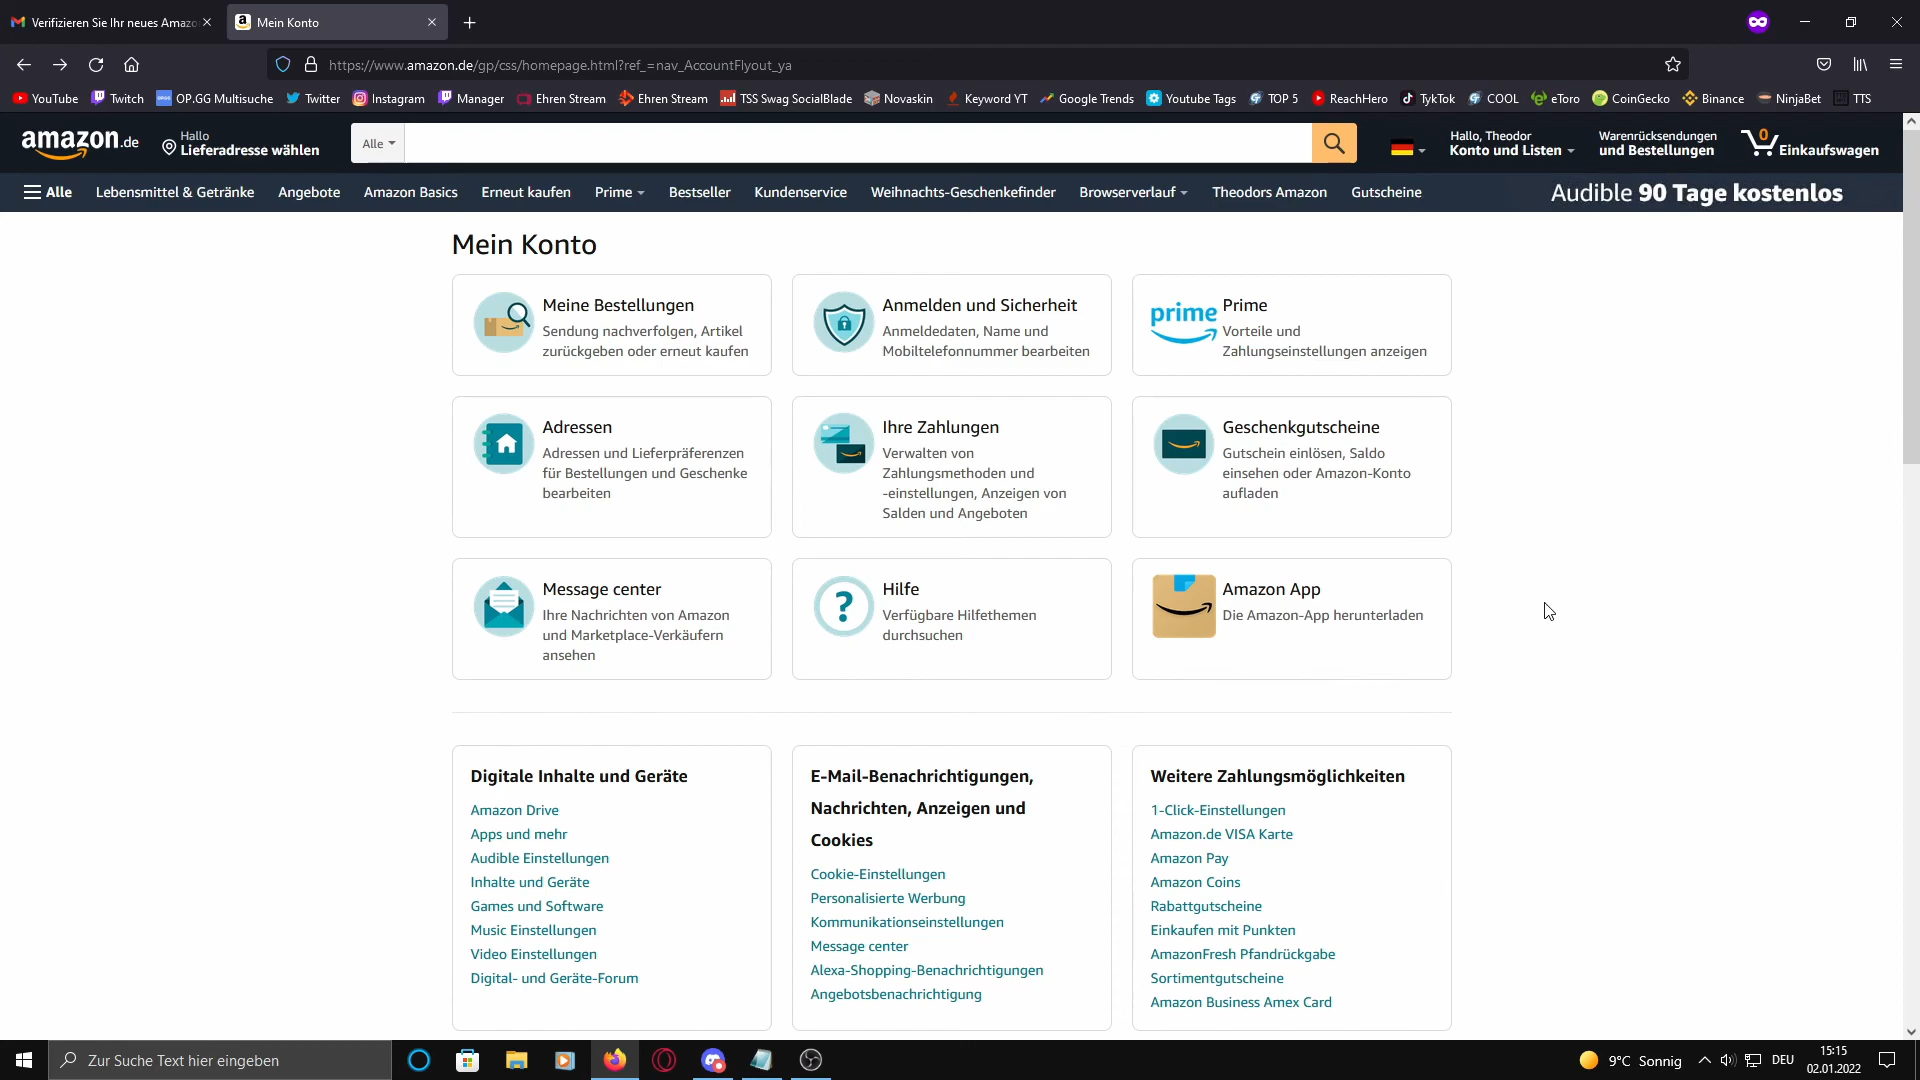 Verifizieren Sie Ihr neues Amazo
Mein Konto
https://www.amazon.de/gp/css/homepage.html?ref_=nav_AccountFlyout_ya
YouTube
Twitch
OP.GG Multisuche
Twitter
Instagram
Manager
Ehren Stream
Ehren Stream
TSS Swag SocialBlade
Novaskin
Keyword YT
Google Trends
Youtube Tags
TOP 5
ReachHero
TykTok
COOL
eToro
CoinGecko
Binance
NinjaBet
TTS
amazon.de
Hallo
Lieferadresse wählen
Alle
Hallo, Theodor
Konto und Listen
Warenrücksendungen
und Bestellungen
0
Einkaufswagen
Alle
Lebensmittel & Getränke
Angebote
Amazon Basics
Erneut kaufen
Prime
Bestseller
Kundenservice
Weihnachts-Geschenkefinder
Browserverlauf
Theodors Amazon
Gutscheine
Audible 90 Tage kostenlos
Mein Konto
Meine Bestellungen
Sendung nachverfolgen, Artikel
zurückgeben oder erneut kaufen
Anmelden und Sicherheit
Anmeldedaten, Name und
Mobiltelefonnummer bearbeiten
prime
Prime
Vorteile und
Zahlungseinstellungen anzeigen
Adressen
Adressen und Lieferpräferenzen
für Bestellungen und Geschenke
bearbeiten
Ihre Zahlungen
Verwalten von
Zahlungsmethoden und
-einstellungen, Anzeigen von
Salden und Angeboten
Geschenkgutscheine
Gutschein einlösen, Saldo
einsehen oder Amazon-Konto
aufladen
Message center
Ihre Nachrichten von Amazon
und Marketplace-Verkäufern
ansehen
?
Hilfe
Verfügbare Hilfethemen
durchsuchen
Amazon App
Die Amazon-App herunterladen
Digitale Inhalte und Geräte
Amazon Drive
Apps und mehr
Audible Einstellungen
Inhalte und Geräte
Games und Software
Music Einstellungen
Video Einstellungen
Digital- und Geräte-Forum
E-Mail-Benachrichtigungen,
Nachrichten, Anzeigen und
Cookies
Cookie-Einstellungen
Personalisierte Werbung
Kommunikationseinstellungen
Message center
Alexa-Shopping-Benachrichtigungen
Angebotsbenachrichtigung
Weitere Zahlungsmöglichkeiten
1-Click-Einstellungen
Amazon.de VISA Karte
Amazon Pay
Amazon Coins
Rabattgutscheine
Einkaufen mit Punkten
AmazonFresh Pfandrückgabe
Sortimentgutscheine
Amazon Business Amex Card
Zur Suche Text hier eingeben
9°C Sonnig
DEU
15:15
02.01.2022